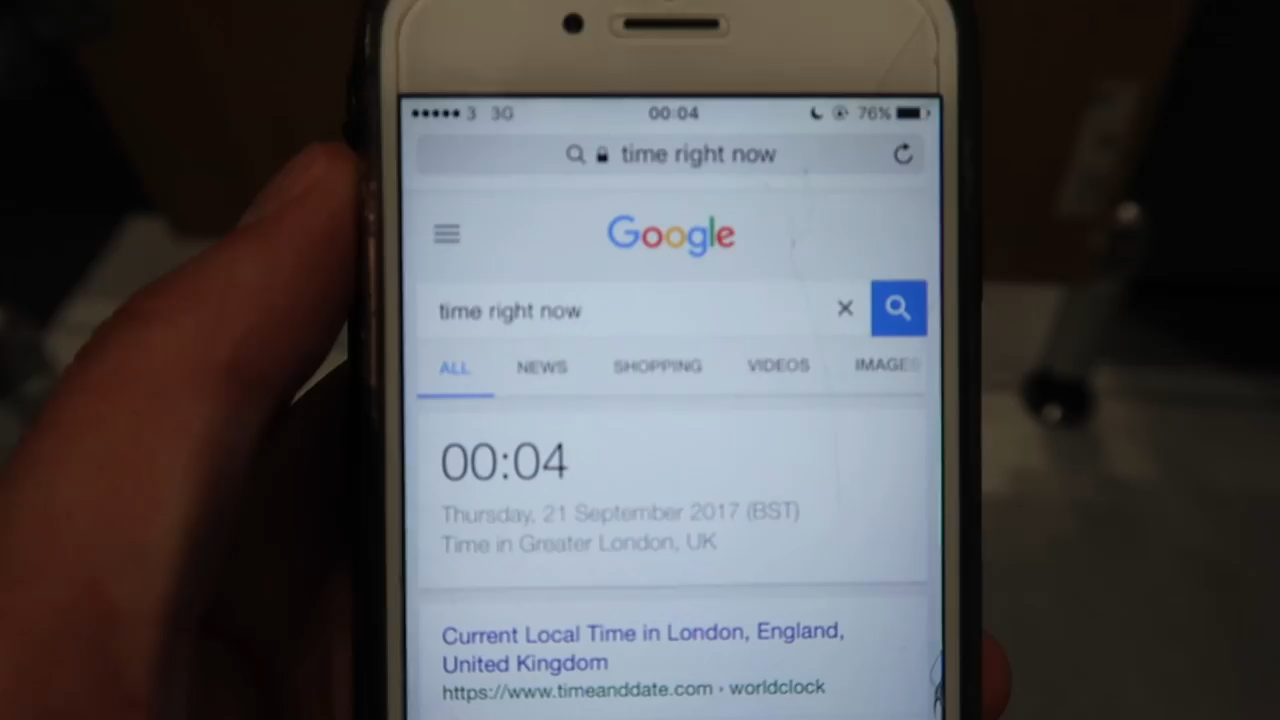 3 3G 00:04 76%
time right now
Google
time right now ×
ALL NEWS SHOPPING VIDEOS IMAGES
00:04
Thursday, 21 September 2017 (BST)
Time in Greater London, UK
Current Local Time in London, England,
United Kingdom
https://www.timeanddate.com › worldclock